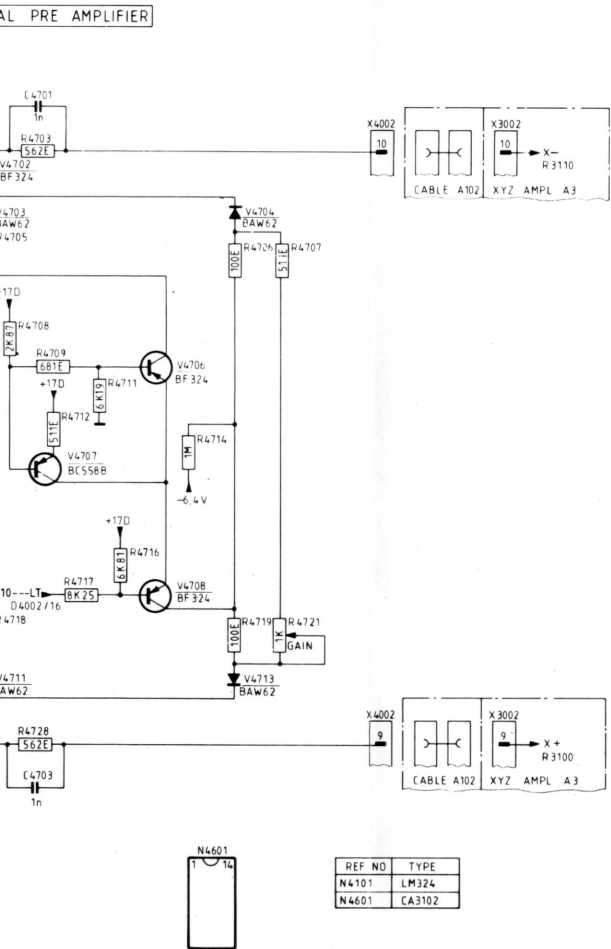 AL PRE AMPLIFIER
C4701
1n
R4703
562E
V4702
BF324
X4002
10
X3002
10
X-
R3110
CABLE A102
XYZ AMPL A3
V4703
BAW62
R4705
V4704
BAW62
100E
R4706
511E
R4707
+17D
2K87
R4708
R4709
681E
V4706
BF324
+17D
6K19
R4711
511E
R4712
V4707
BC558B
1M
R4714
-6,4V
+17D
6K81
R4716
10---LT
D4002/16
R4717
8K25
V4708
BF324
R4718
100E
R4719
1K
R4721
GAIN
V4711
BAW62
V4713
BAW62
R4728
562E
C4703
1n
X4002
9
X3002
9
X+
R3100
CABLE A102
XYZ AMPL A3
N4601
1 14
REF NO TYPE
N4101 LM324
N4601 CA3102